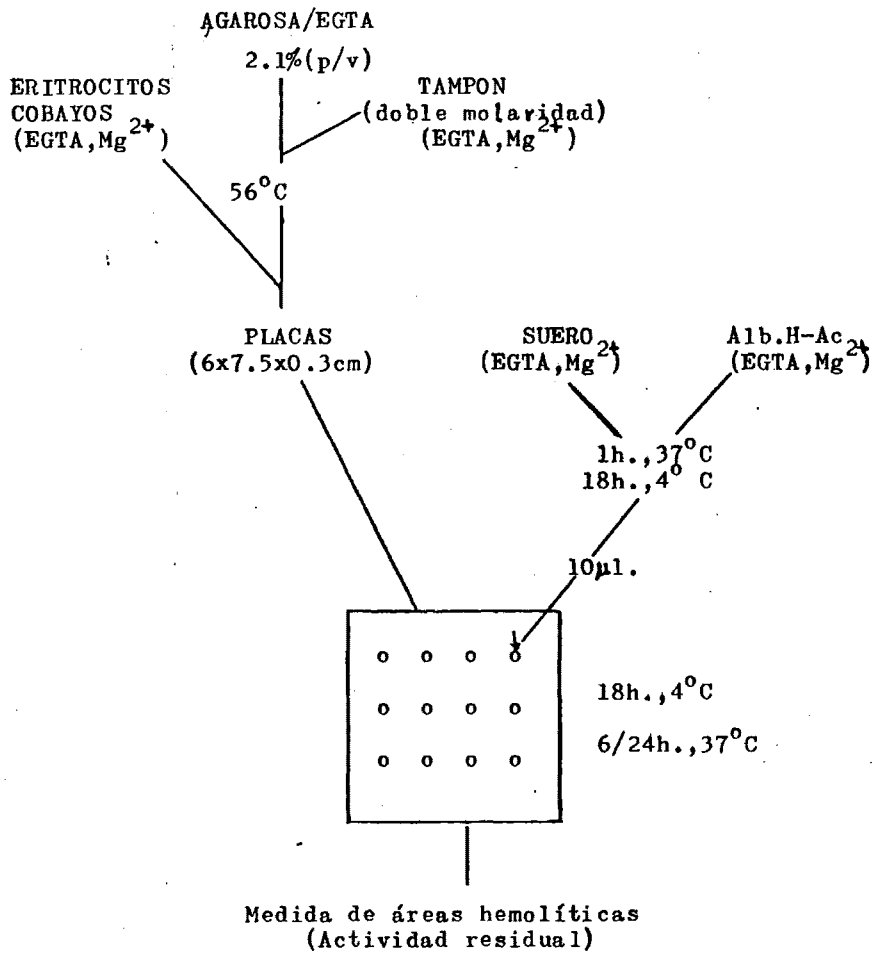 AGAROSA/EGTA
2.1%(p/v)
ERITROCITOS
COBAYOS
(EGTA,Mg2+)
TAMPON
(doble molaridad)
(EGTA,Mg2+)
56°C
PLACAS
(6x7.5x0.3cm)
SUERO
(EGTA,Mg2+)
Alb.H-Ac
(EGTA,Mg2+)
1h.,37°C
18h.,4°C
10µl.
o o o o
o o o o
o o o o
18h.,4°C
6/24h.,37°C
Medida de áreas hemolíticas
(Actividad residual)